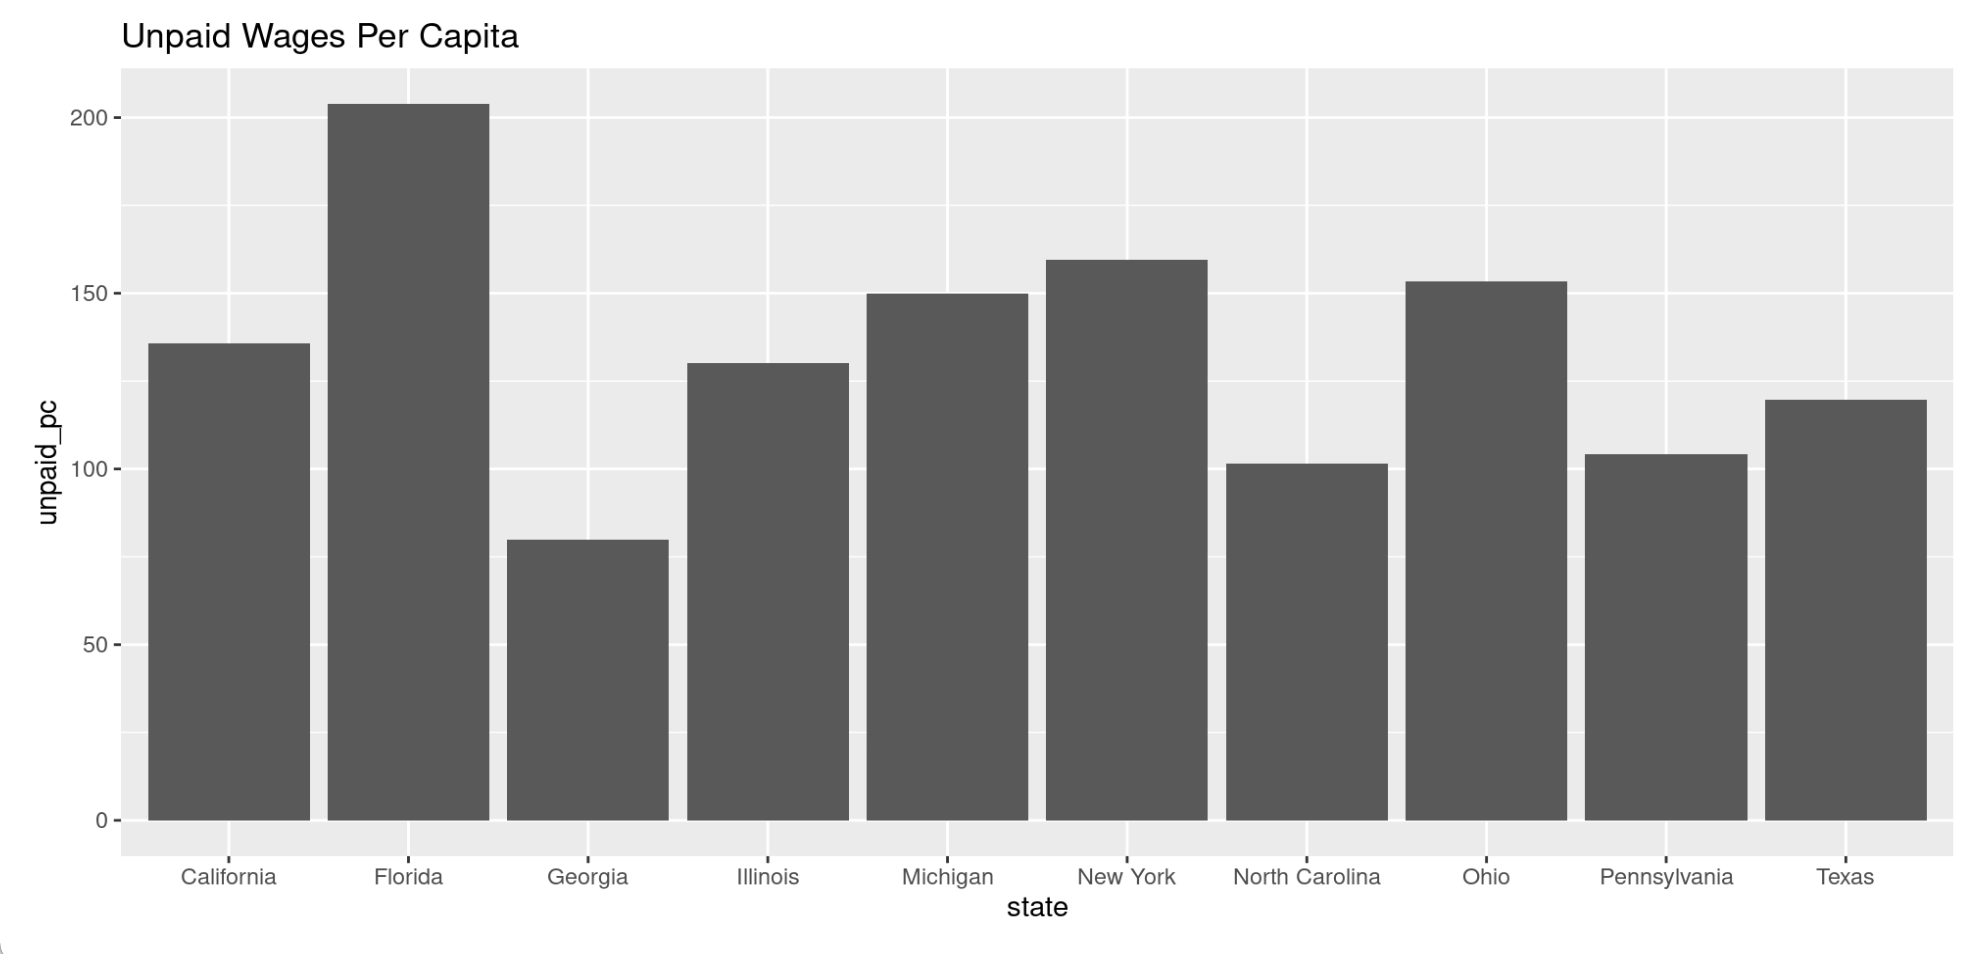 Unpaid Wages Per Capita
unpaid_pc
200
150
100
50
0
California Florida Georgia Illinois Michigan New York North Carolina Ohio Pennsylvania Texas
state